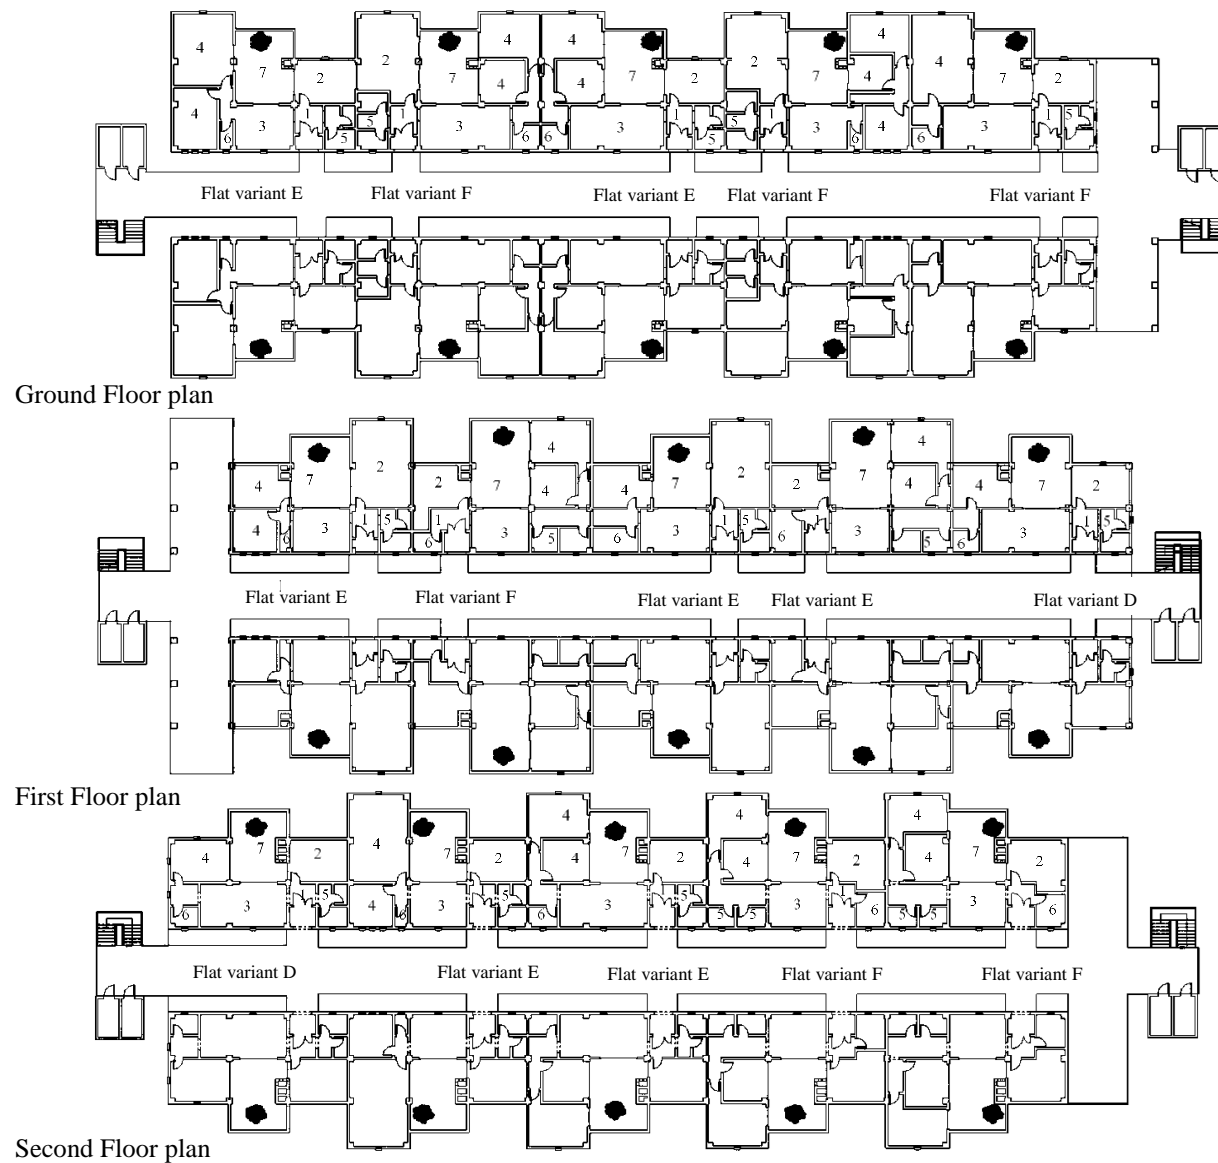 4 2 4 4 2 4 4
7 2 7 4 4 7 2 7 4 7 2
4 3 1 5 1 3 3 1 5 1 3 4 3 1 5
6 5 6 6 5 6 6
Flat variant E Flat variant F Flat variant E Flat variant F Flat variant F
Ground Floor plan
2 4 2 4
4 7 2 7 4 4 7 2 7 4 4 7 2
4 3 1 5 1 3 3 1 5 3 3 1 5
6 6 5 6 6 5 6
Flat variant E Flat variant F Flat variant E Flat variant E Flat variant D
First Floor plan
4 4 4
4 7 2 4 7 2 4 7 2 4 7 2 4 7 2
6 3 5 4 6 3 5 6 3 5 5 5 3 6 5 5 3 6
Flat variant D Flat variant E Flat variant E Flat variant F Flat variant F
Second Floor plan